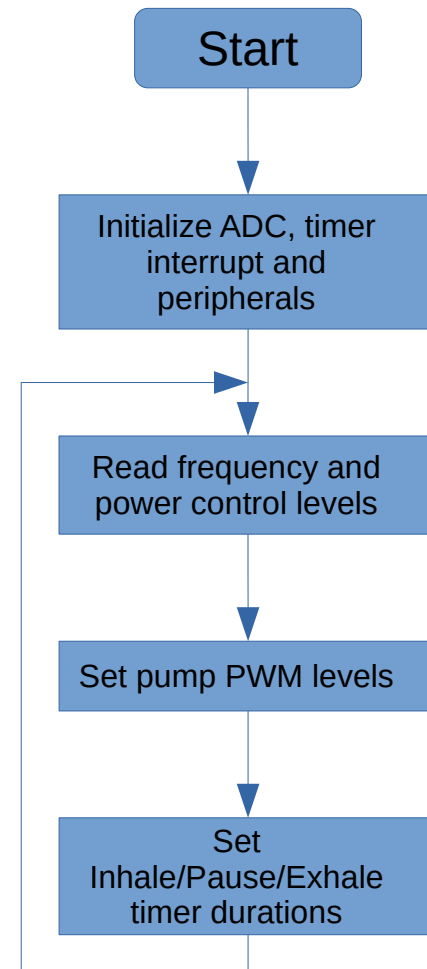 Start
Initialize ADC, timer
interrupt and
peripherals
Read frequency and
power control levels
Set pump PWM levels
Set
Inhale/Pause/Exhale
timer durations